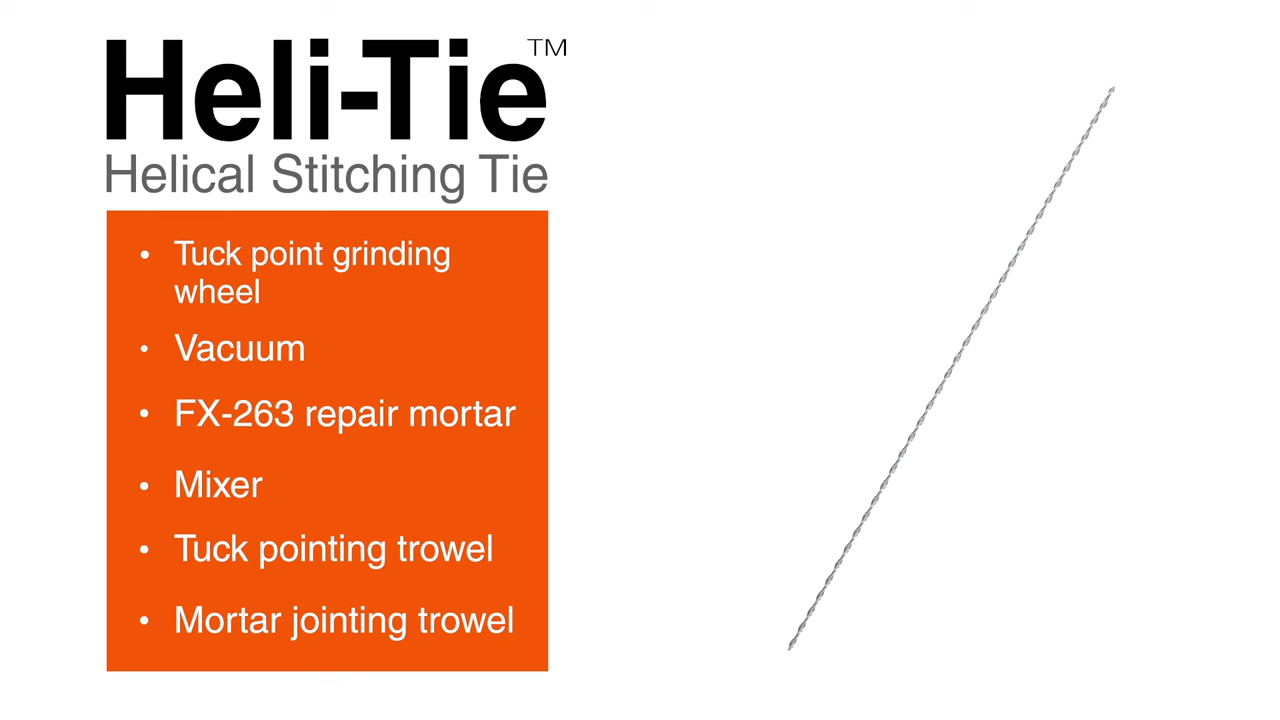 Heli-Tie™
Helical Stitching Tie
• Tuck point grinding
wheel
• Vacuum
• FX-263 repair mortar
• Mixer
• Tuck pointing trowel
• Mortar jointing trowel